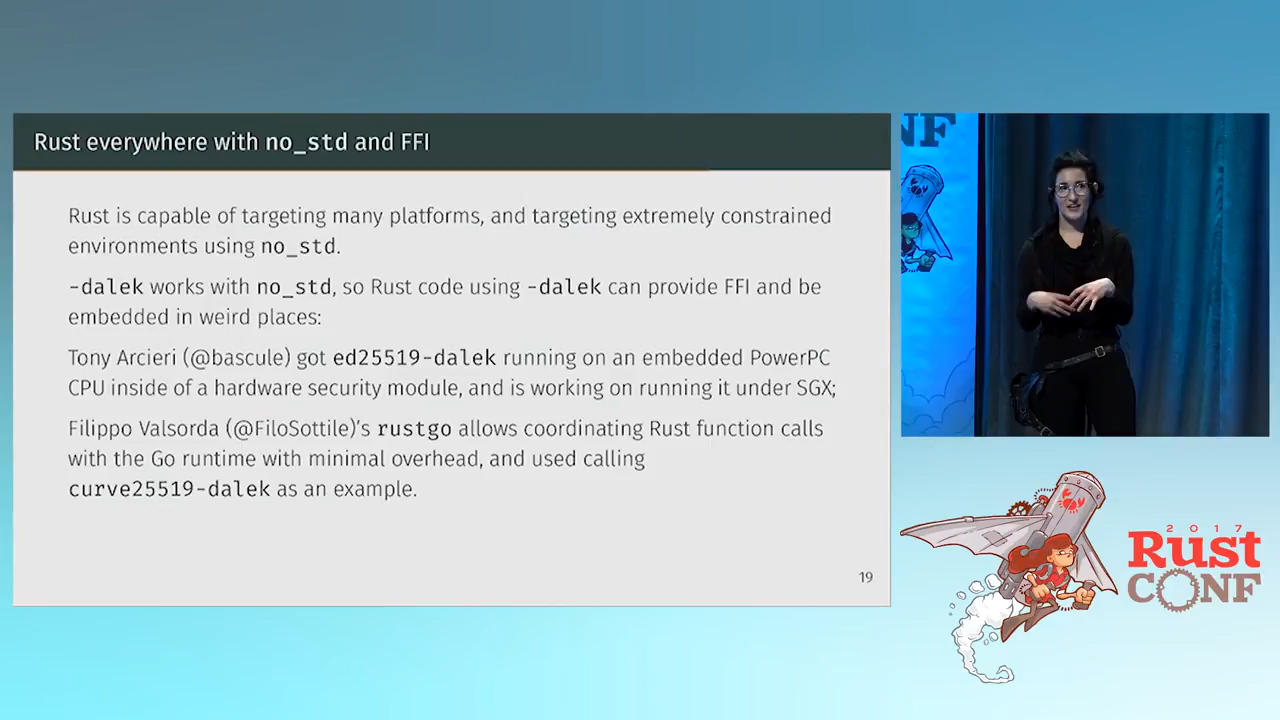 Rust everywhere with no_std and FFI
Rust is capable of targeting many platforms, and targeting extremely constrained
environments using no_std.
-dalek works with no_std, so Rust code using -dalek can provide FFI and be
embedded in weird places:
Tony Arcieri (@bascule) got ed25519-dalek running on an embedded PowerPC
CPU inside of a hardware security module, and is working on running it under SGX;
Filippo Valsorda (@FiloSottile)'s rustgo allows coordinating Rust function calls
with the Go runtime with minimal overhead, and used calling
curve25519-dalek as an example.
19
NF
2017
Rust
CONF